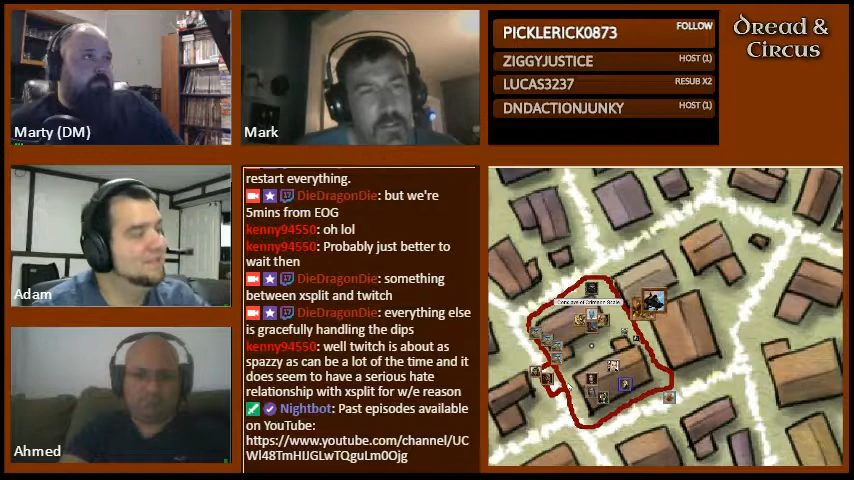 Marty (DM)
Mark
PICKLERICK0873
FOLLOW
ZIGGYJUSTICE
HOST (1)
LUCAS3237
RESUB X2
DNDACTIONJUNKY
HOST (1)
Dread &
Circus
Adam
Ahmed
restart everything.
DieDragonDie: but we're
5mins from EOG
kenny94550: oh lol
kenny94550: Probably just better to
wait then
DieDragonDie: something
between xsplit and twitch
DieDragonDie: everything else
is gracefully handling the dips
kenny94550: well twitch is about as
spazzy as can be a lot of the time and it
does seem to have a serious hate
relationship with xsplit for w/e reason
Nightbot: Past episodes available
on YouTube:
https://www.youtube.com/channel/UC
Wl48TmHIJGLwTQguLm0Ojg
Conclave of Crimson Scale